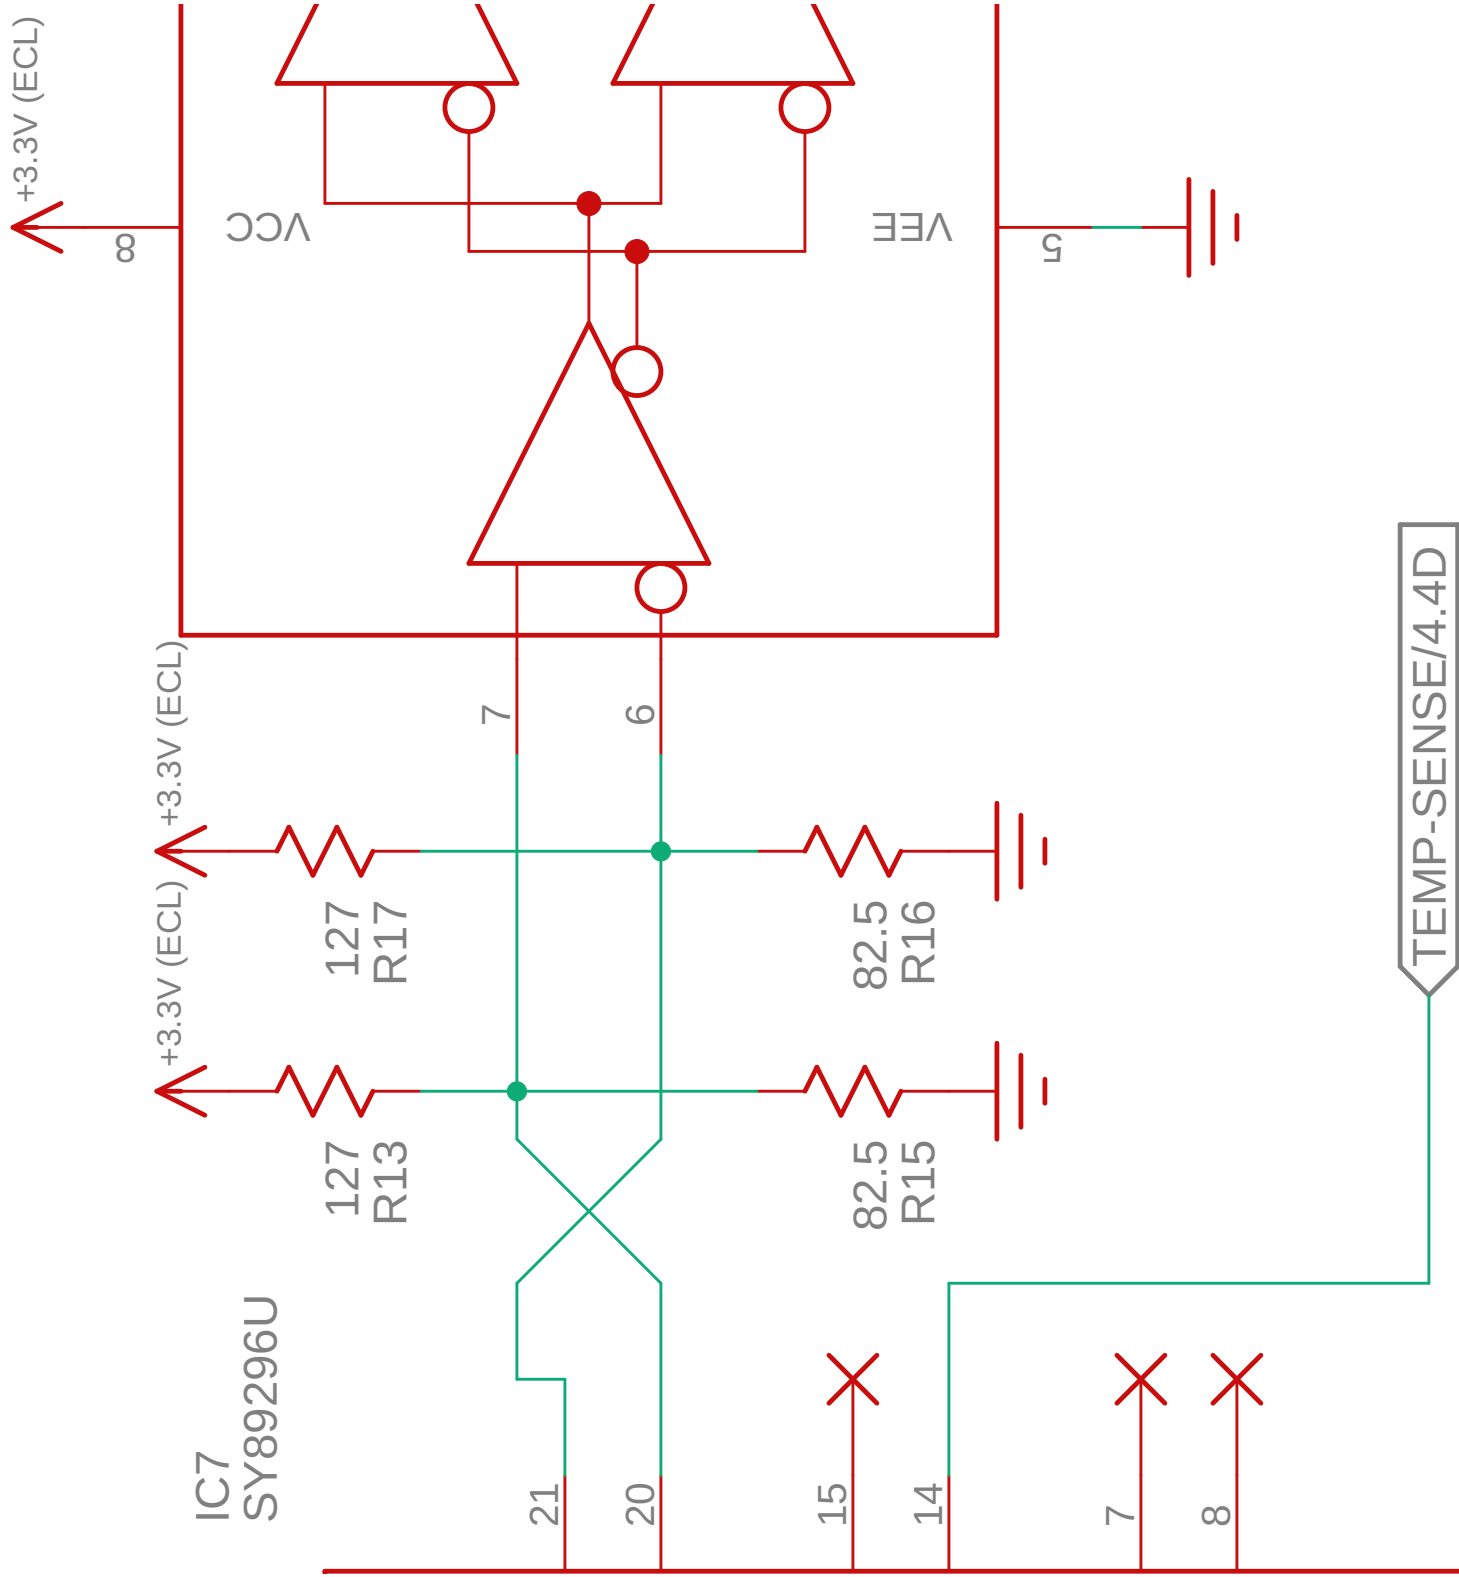 +3.3V (ECL)
8
VCC
VEE
5
7
6
+3.3V (ECL)
127
R17
82.5
R16
+3.3V (ECL)
127
R13
82.5
R15
TEMP-SENSE/4.4D
IC7
SY89296U
21
20
15
14
7
8